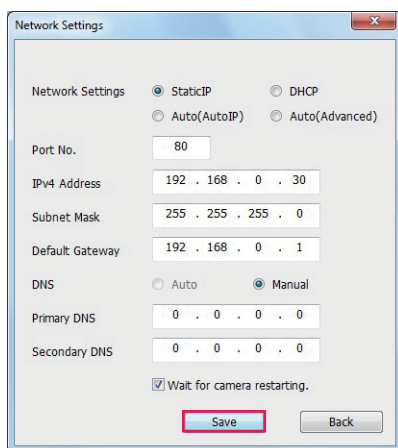 Network Settings
Network Settings StaticIP DHCP
Auto(AutoIP) Auto(Advanced)
Port No. 80
IPv4 Address 192 . 168 . 0 . 30
Subnet Mask 255 . 255 . 255 . 0
Default Gateway 192 . 168 . 0 . 1
DNS Auto Manual
Primary DNS 0 . 0 . 0 . 0
Secondary DNS 0 . 0 . 0 . 0
Wait for camera restarting.
Save Back